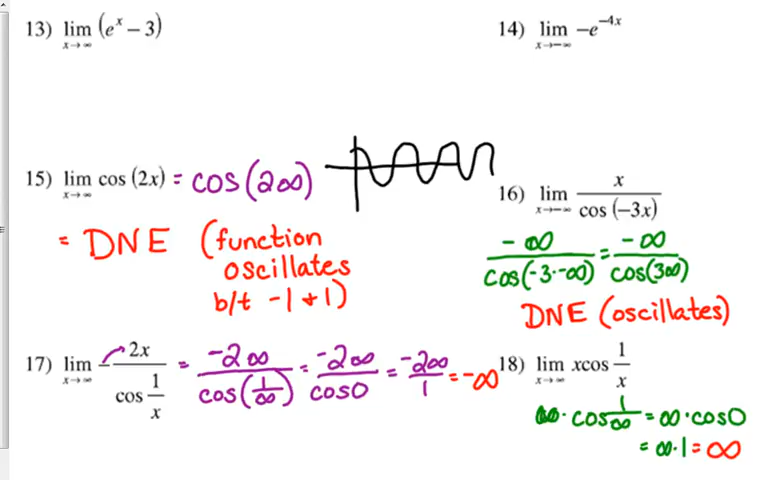 13) lim x→∞ (e^x − 3)
14) lim x→−∞ −e^−4x
15) lim x→∞ cos (2x) = cos(2∞)
= DNE (function
oscillates
b/t -1 + 1)
16) lim x→−∞ x / cos (−3x)
-∞ / cos(-3·-∞) = -∞ / cos(3∞)
DNE (oscillates)
17) lim x→∞ − 2x / cos 1/x = -2∞ / cos(1/∞) = -2∞ / cos0 = -2∞ / 1 = -∞
18) lim x→∞ xcos 1/x
∞ · cos 1/∞ = ∞ · cos0
= ∞·1 = ∞